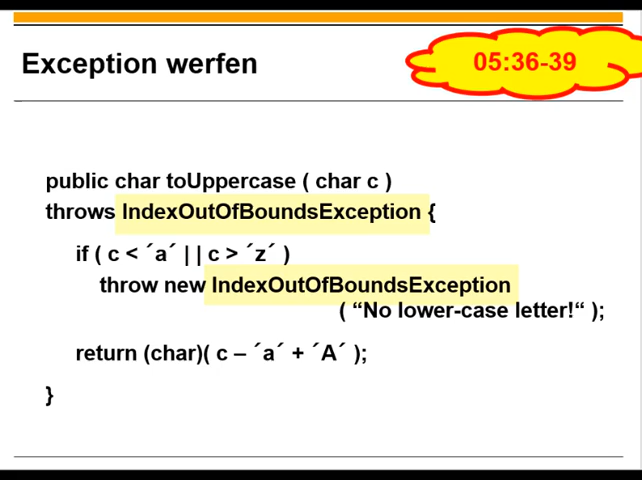 Exception werfen
05:36-39
public char toUppercase ( char c )
throws IndexOutOfBoundsException {
if ( c < ´a´ | | c > ´z´ )
throw new IndexOutOfBoundsException
( “No lower-case letter!“ );
return (char)( c – ´a´ + ´A´ );
}